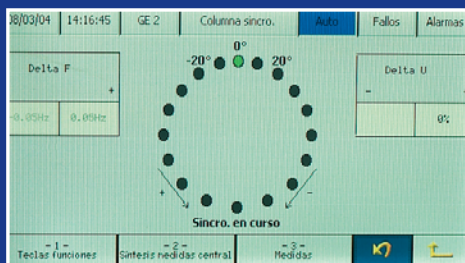 08/03/04 14:16:45 GE 2 Columna sincro. Auto Fallos Alarmas
0°
-20° 20°
Delta F
+
-0.05Hz 0.05Hz
Delta U
-
0%
+ -
Sincro. en curso
- 1 - - 2 - - 3 -
Teclas funciones Síntesis medidas central Medidas